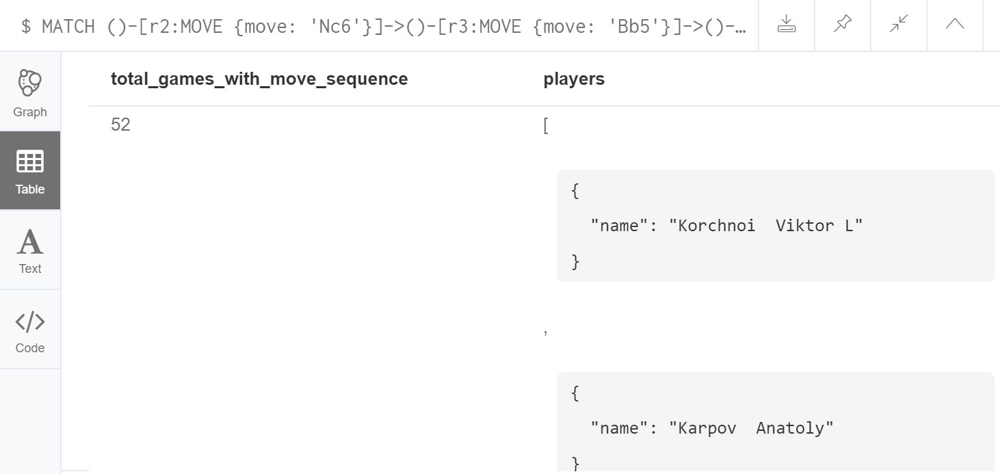 $ MATCH ()-[r2:MOVE {move: 'Nc6'}]->()-[r3:MOVE {move: 'Bb5'}]->()-…
Graph
Table
Text
Code
total_games_with_move_sequence players
52 [
{
"name": "Korchnoi  Viktor L"
}
,
{
"name": "Karpov  Anatoly"
}